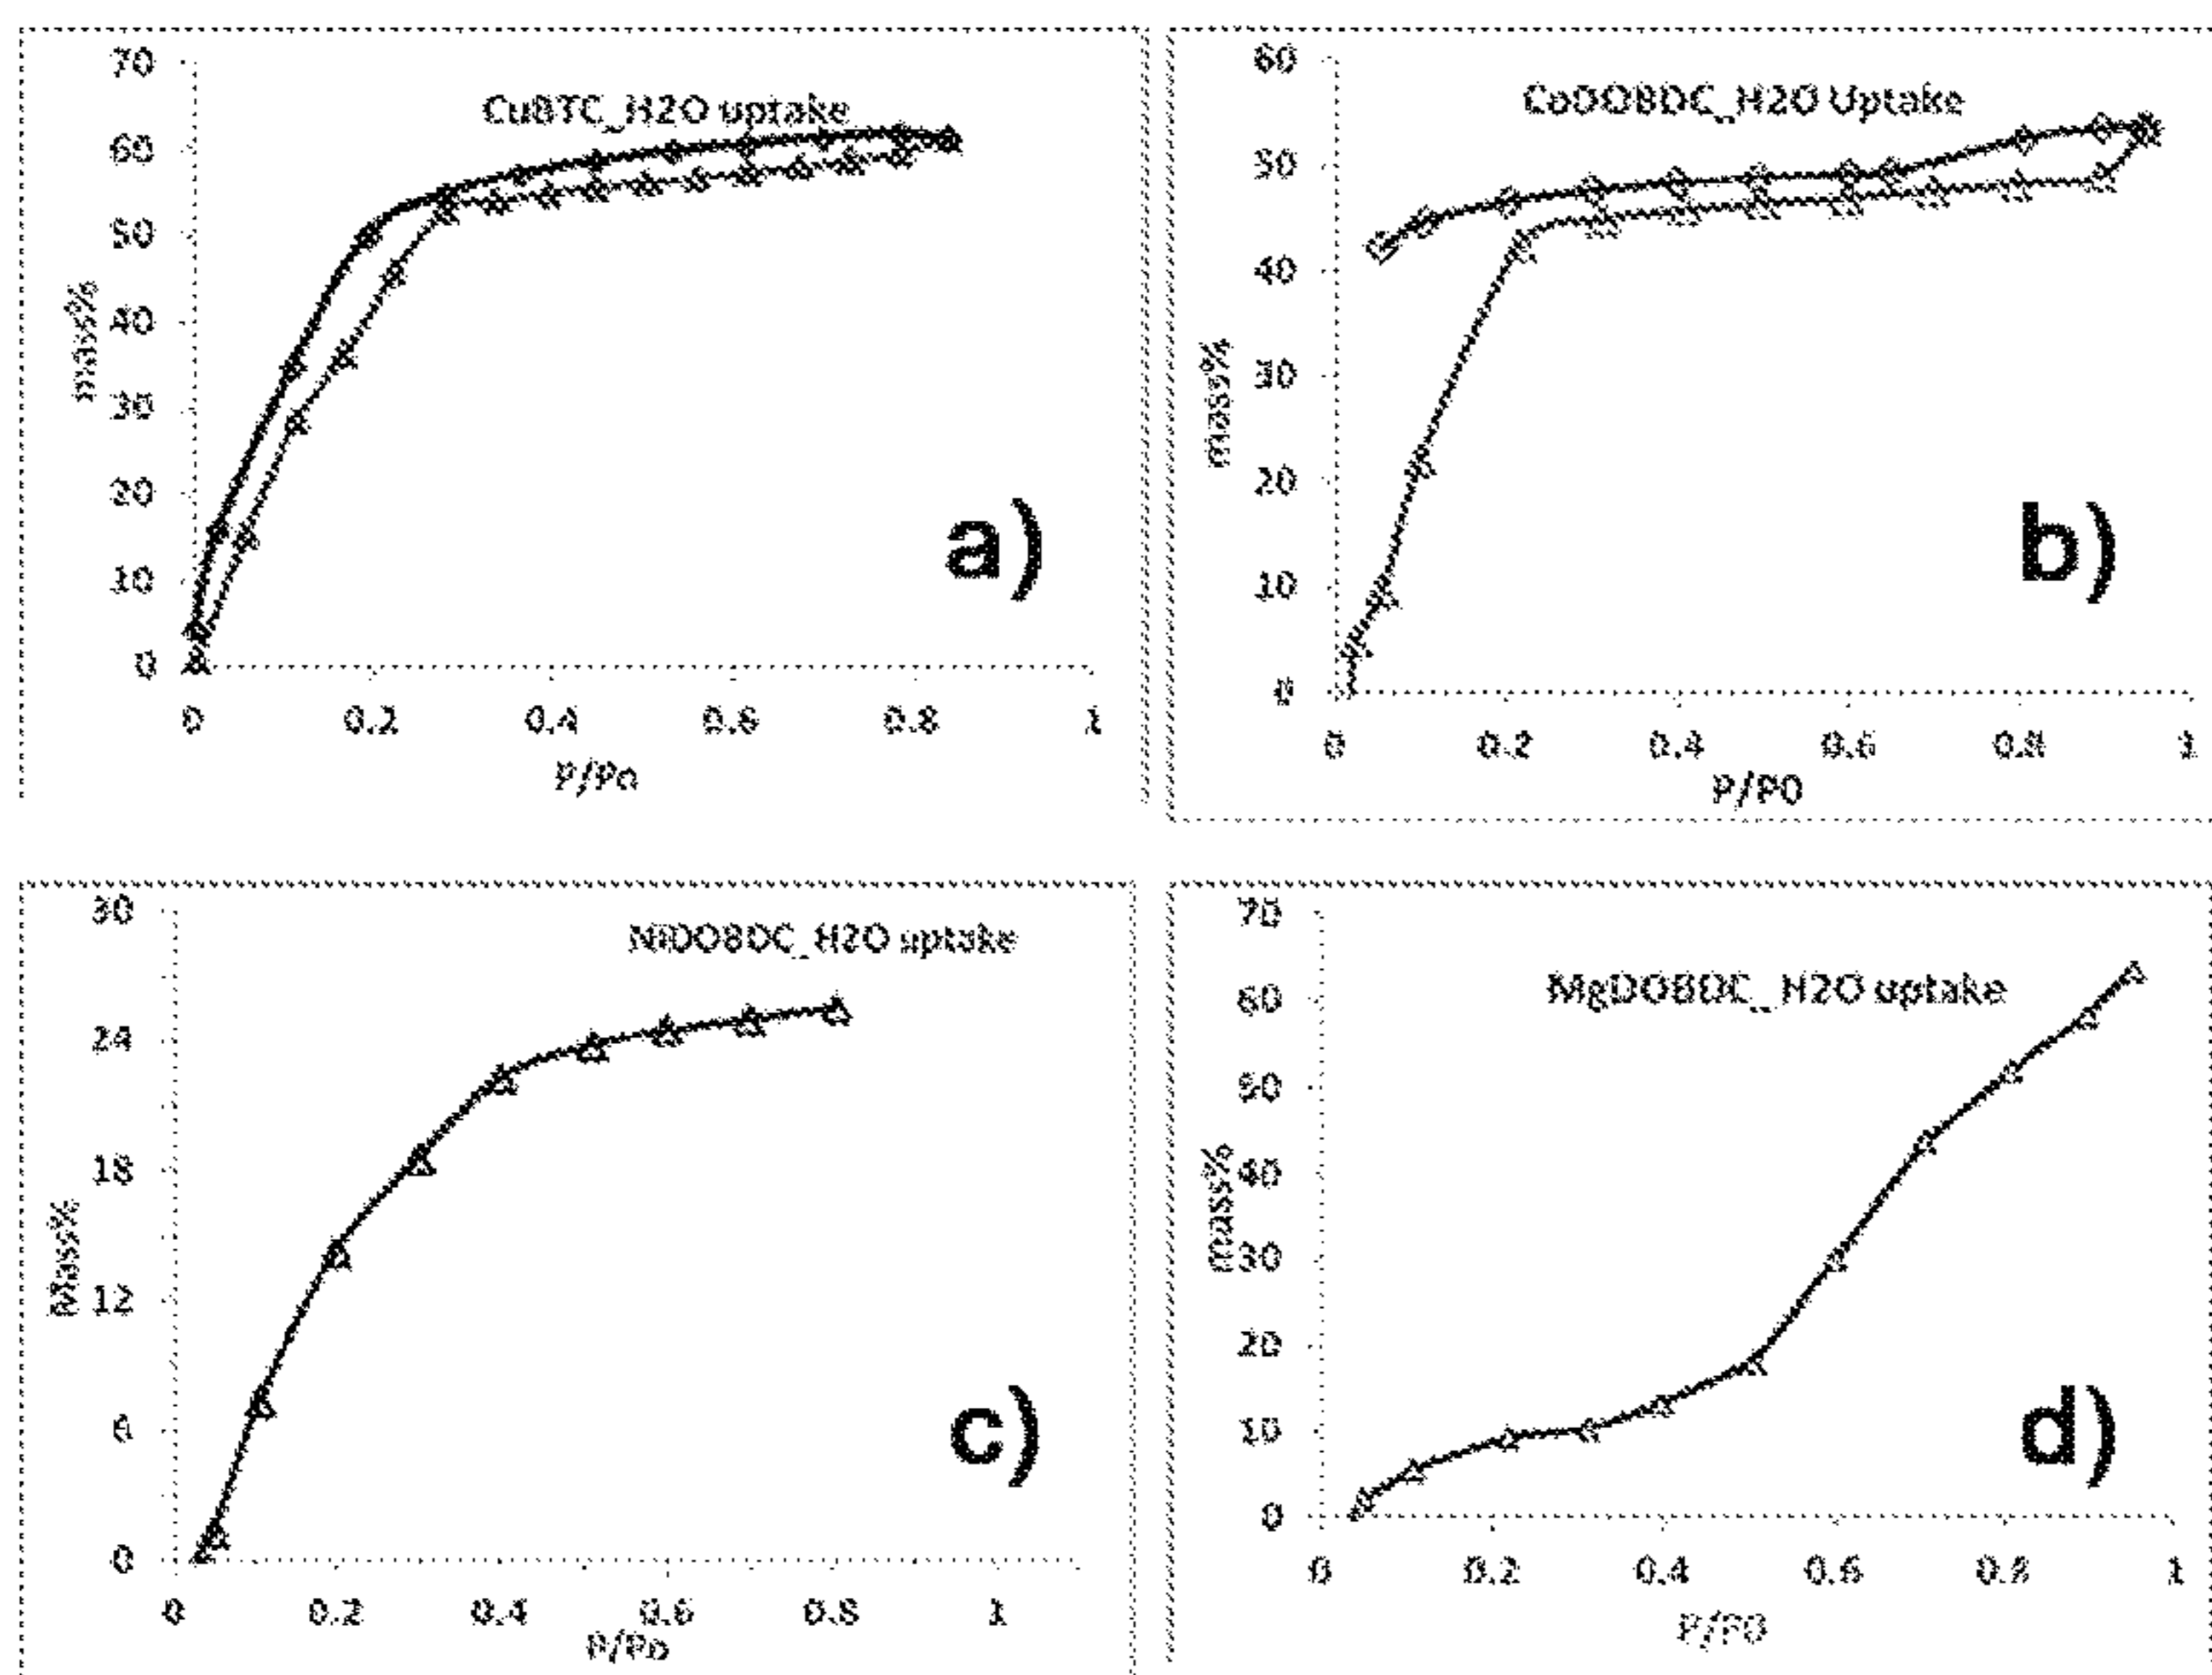 70
60
50
40
30
20
10
0
mass%
CuBTC_H2O uptake
a)
0 0.2 0.4 0.6 0.8 1
P/Po
60
50
40
30
20
10
0
mass%
CoDOBDC_H2O Uptake
b)
0 0.2 0.4 0.6 0.8 1
P/P0
30
24
18
12
6
0
Mass%
NiDOBDC_H2O uptake
c)
0 0.2 0.4 0.6 0.8 1
P/Po
70
60
50
40
30
20
10
0
mass%
MgDOBDC_H2O uptake
d)
0 0.2 0.4 0.6 0.8 1
P/P0